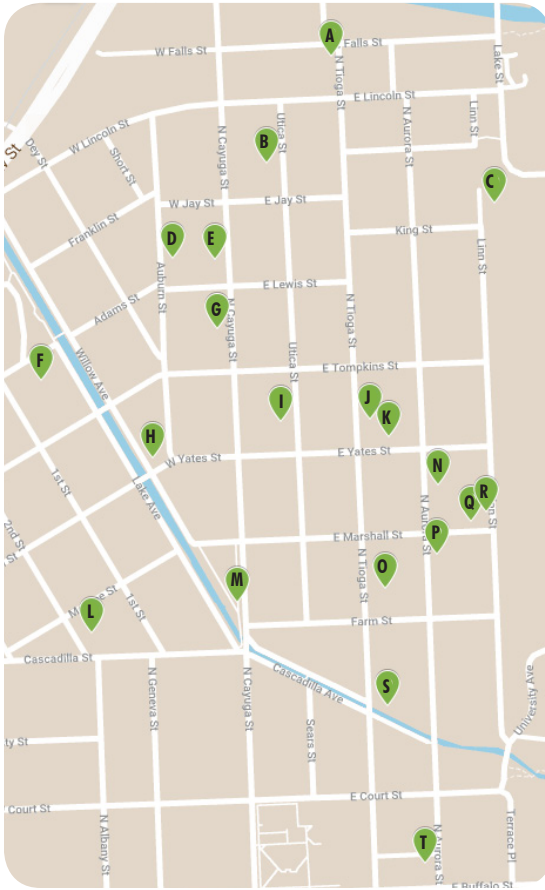 A
W Falls St
E Falls St
Lake St
N Tioga St
E Lincoln St
Linn St
N Aurora St
Utica St
W Lincoln St
N Cayuga St
B
Dey St
y St
Short St
C
W Jay St
E Jay St
Franklin St
King St
D
E
Linn St
Auburn St
E Lewis St
Adams St
G
N Cayuga St
N Tioga St
F
Willow Ave
Utica St
E Tompkins St
I
J
K
H
W Yates St
E Yates St
N
1st St
Lake Ave
Q
R
N Aurora St
P
2nd St
E Marshall St
St
M
O
N Tioga St
L
1st St
Farm St
Cascadilla St
N Geneva St
N Cayuga St
Cascadilla Ave
S
University Ave
Sears St
ty St
E Court St
Court St
N Albany St
T
N Aurora St
Terrace Pl
E Buffalo St